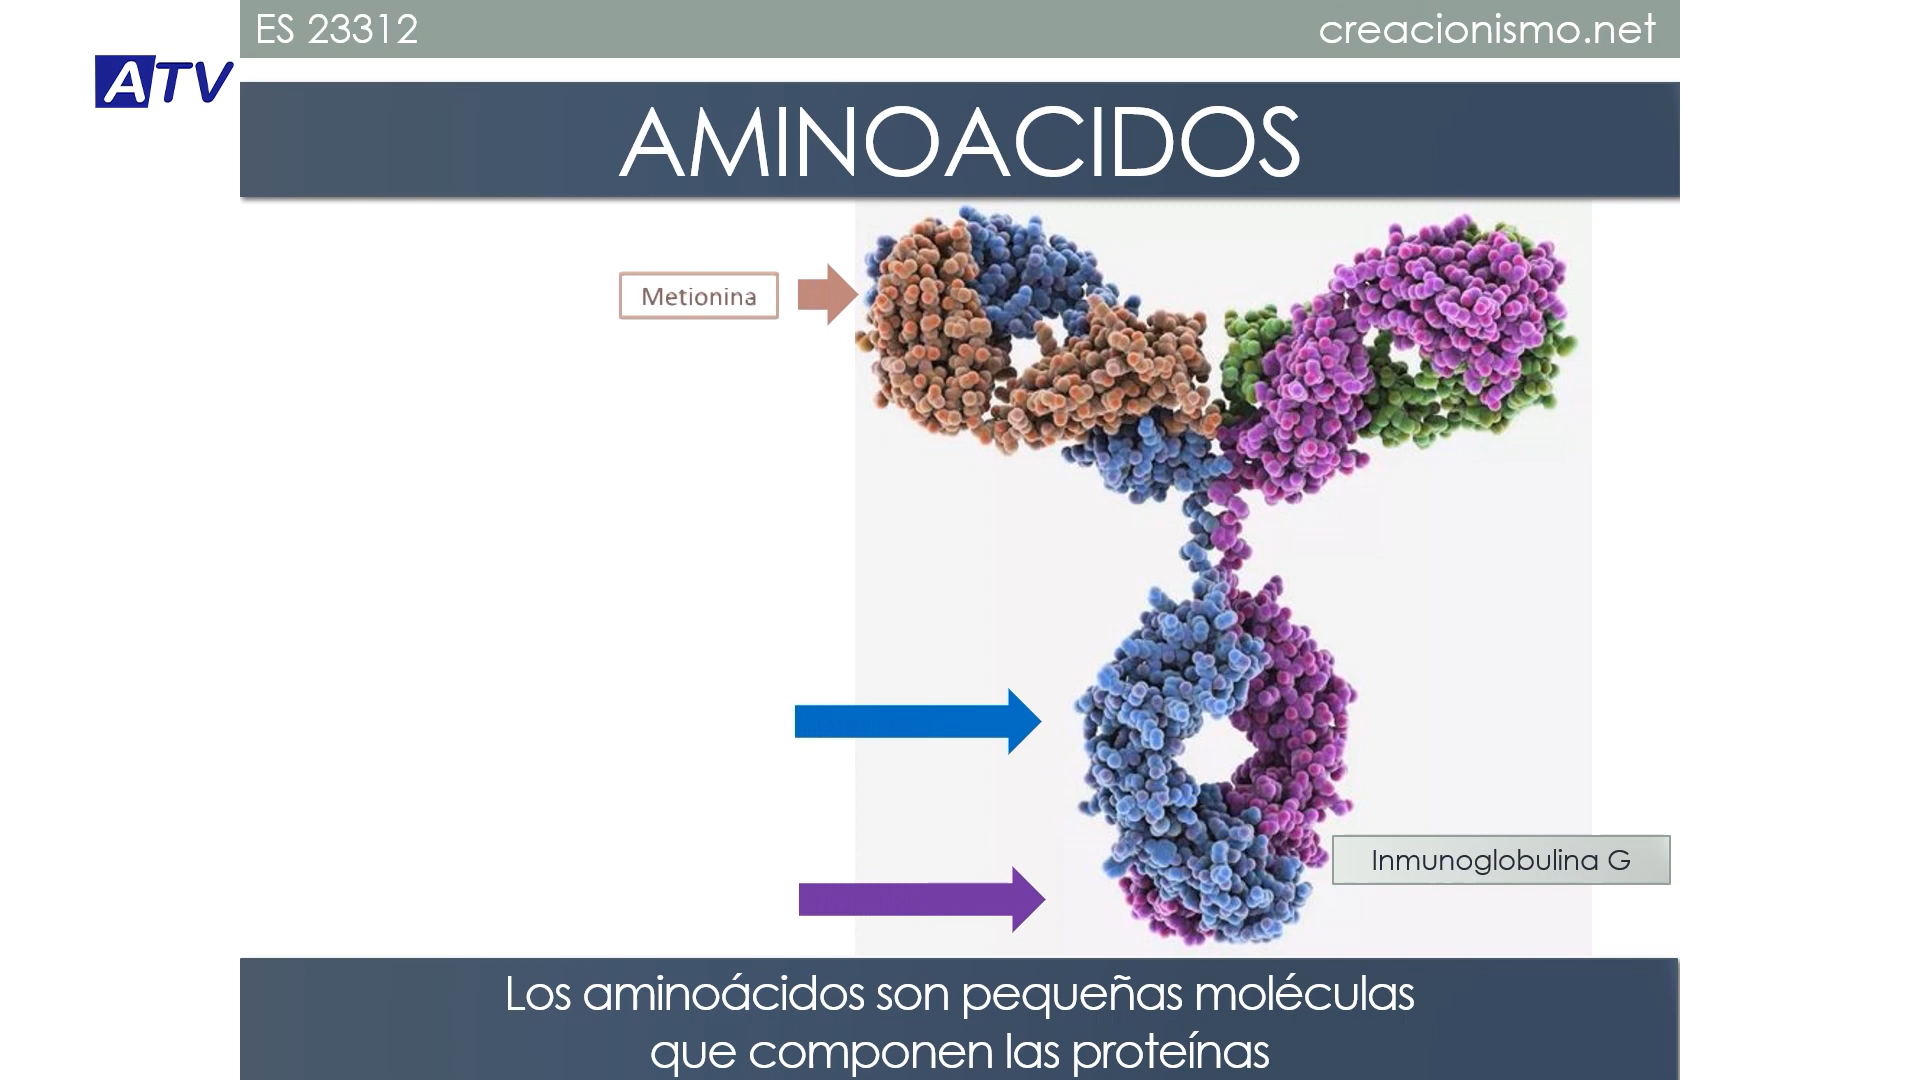 ES 23312
creacionismo.net
ATV
AMINOACIDOS
Metionina
Inmunoglobulina G
Los aminoácidos son pequeñas moléculas
que componen las proteínas